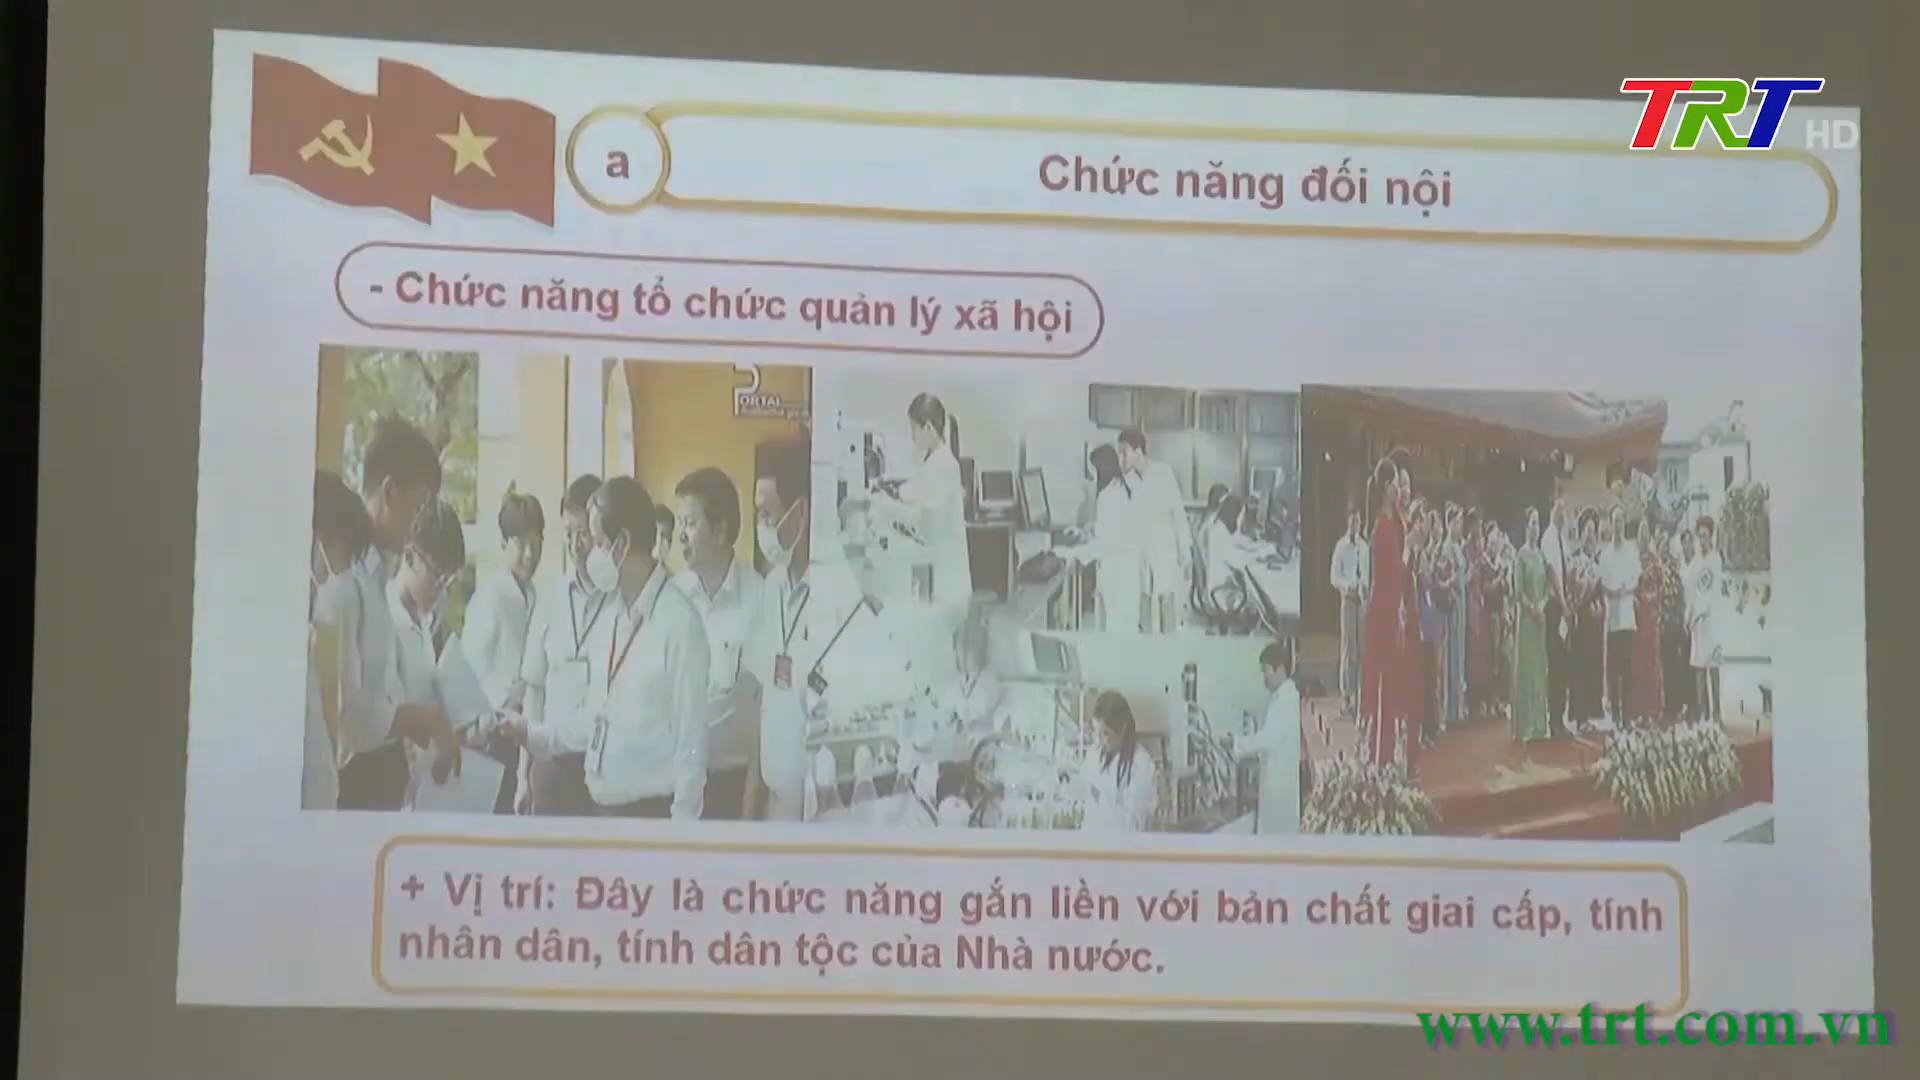 TRT HD
a
Chức năng đối nội
- Chức năng tổ chức quản lý xã hội
PORTAL
+ Vị trí: Đây là chức năng gắn liền với bản chất giai cấp, tính
nhân dân, tính dân tộc của Nhà nước.
www.trt.com.vn